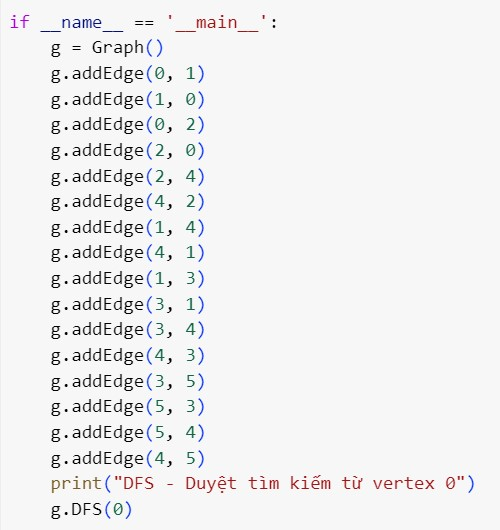 if __name__ == '__main__':
    g = Graph()
    g.addEdge(0, 1)
    g.addEdge(1, 0)
    g.addEdge(0, 2)
    g.addEdge(2, 0)
    g.addEdge(2, 4)
    g.addEdge(4, 2)
    g.addEdge(1, 4)
    g.addEdge(4, 1)
    g.addEdge(1, 3)
    g.addEdge(3, 1)
    g.addEdge(3, 4)
    g.addEdge(4, 3)
    g.addEdge(3, 5)
    g.addEdge(5, 3)
    g.addEdge(5, 4)
    g.addEdge(4, 5)
    print("DFS - Duyệt tìm kiếm từ vertex 0")
    g.DFS(0)